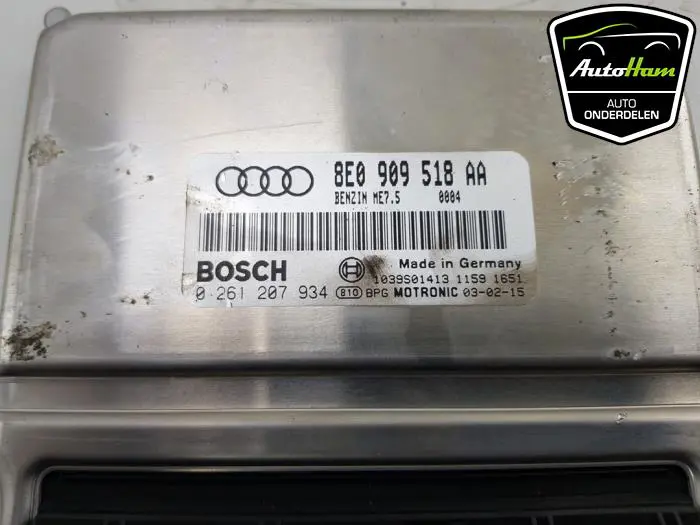 AutoHam
AUTO
ONDERDELEN
8E0 909 518 AA
BENZIN ME7.5 0004
BOSCH
Made in Germany
1039S01413 1159 1651
0 261 207 934 810 BPG MOTRONIC 03-02-15